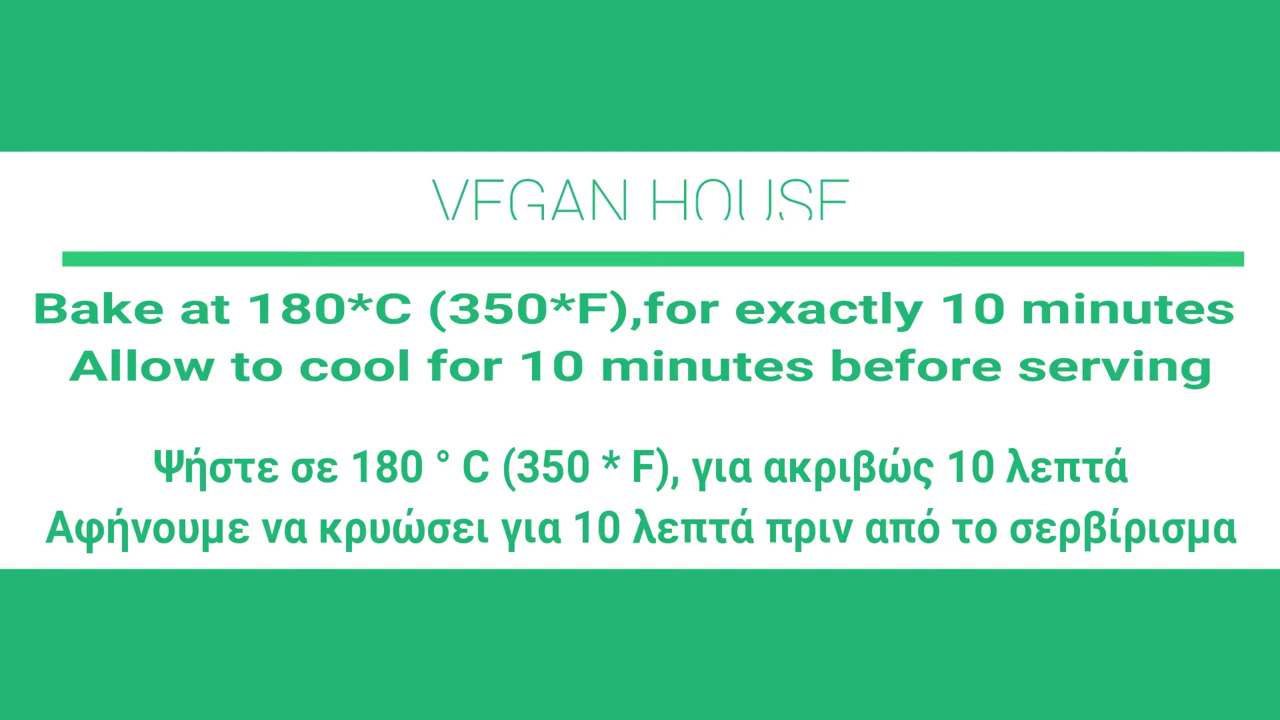 VEGAN HOUSE
Bake at 180*C (350*F),for exactly 10 minutes
Allow to cool for 10 minutes before serving
Ψήστε σε 180 ° C (350 * F), για ακριβώς 10 λεπτά
Αφήνουμε να κρυώσει για 10 λεπτά πριν από το σερβίρισμα